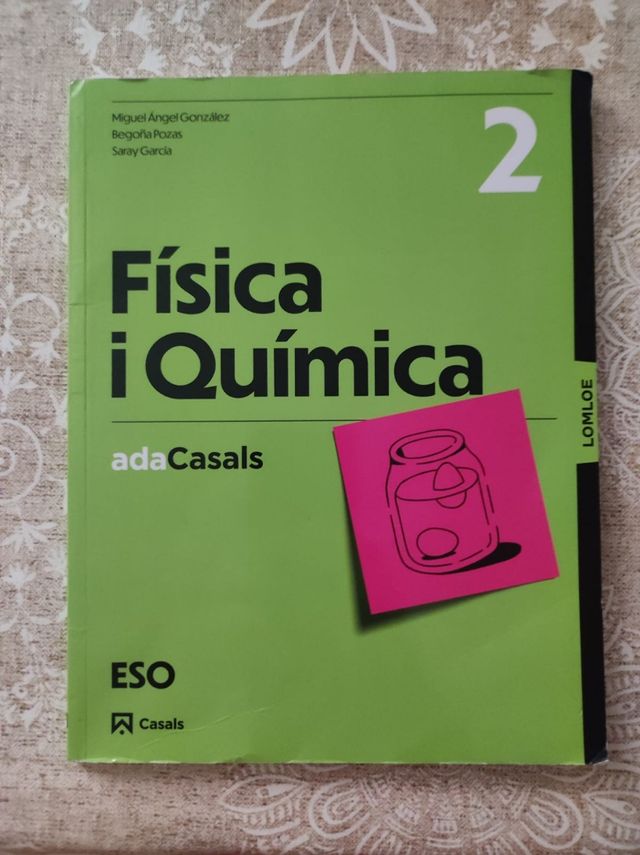 Miguel Ángel González
Begoña Pozas
Saray García
2
Física
i Química
adaCasals
LOMLOE
ESO
Casals